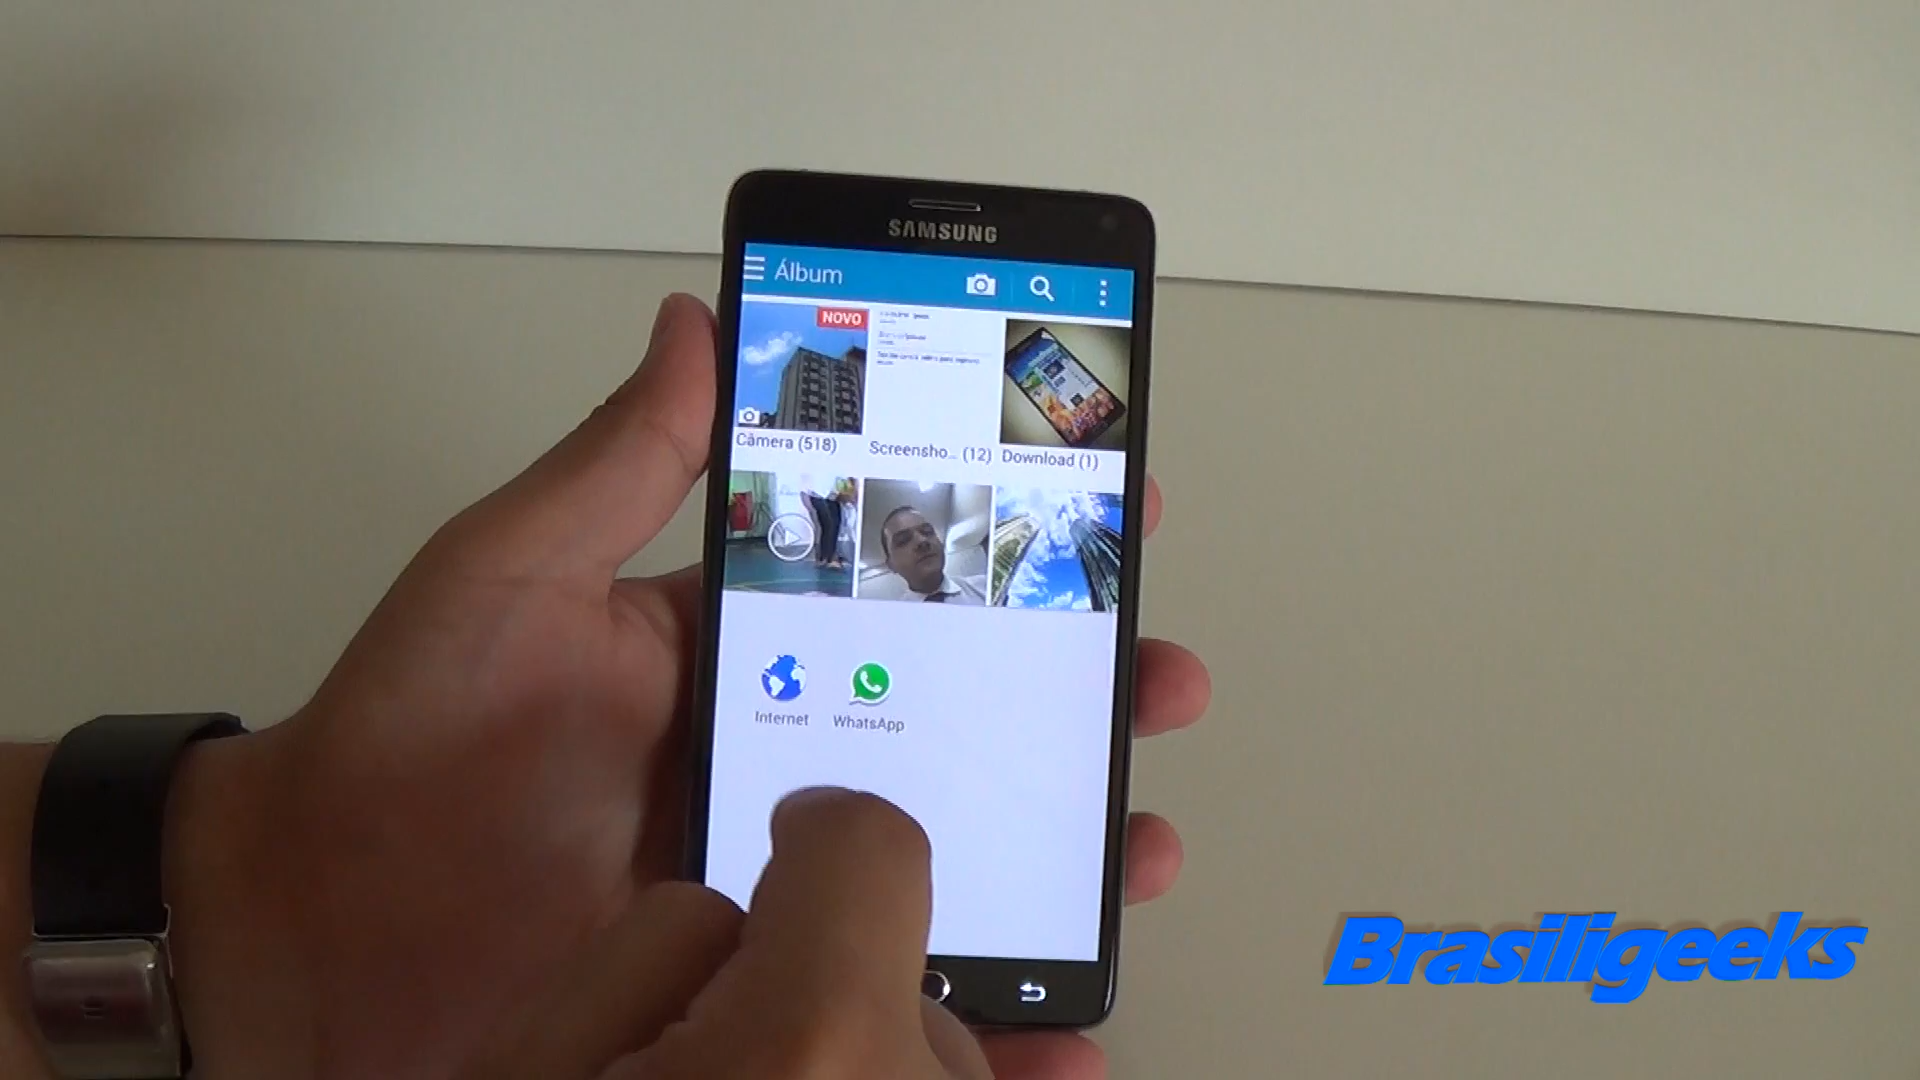 SAMSUNG
Álbum
NOVO
Câmera (518)
Screensho... (12)
Download (1)
Internet
WhatsApp
Brasiligeeks